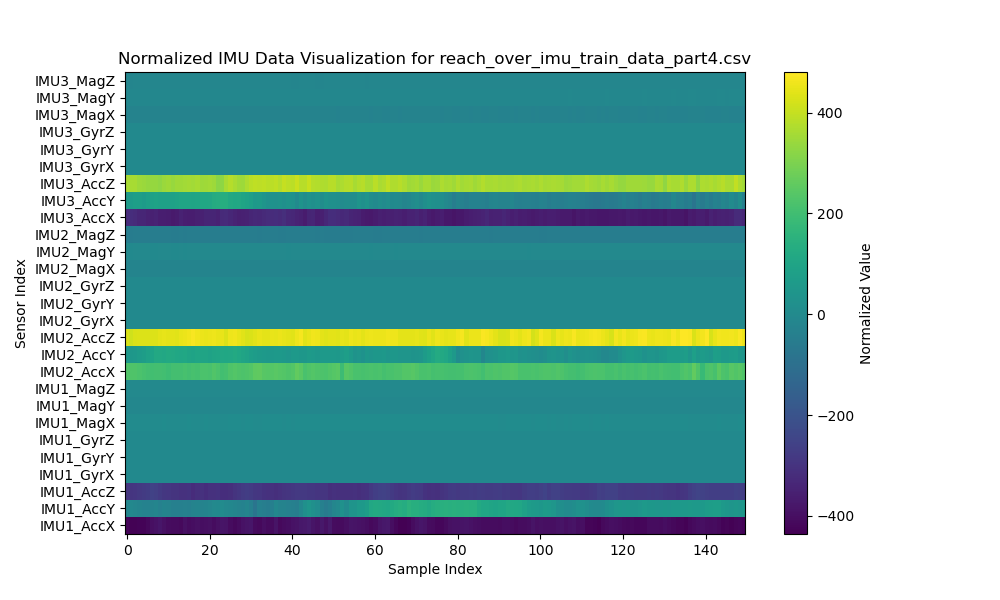 Normalized IMU Data Visualization for reach_over_imu_train_data_part4.csv
Sensor Index
IMU3_MagZ
IMU3_MagY
IMU3_MagX
IMU3_GyrZ
IMU3_GyrY
IMU3_GyrX
IMU3_AccZ
IMU3_AccY
IMU3_AccX
IMU2_MagZ
IMU2_MagY
IMU2_MagX
IMU2_GyrZ
IMU2_GyrY
IMU2_GyrX
IMU2_AccZ
IMU2_AccY
IMU2_AccX
IMU1_MagZ
IMU1_MagY
IMU1_MagX
IMU1_GyrZ
IMU1_GyrY
IMU1_GyrX
IMU1_AccZ
IMU1_AccY
IMU1_AccX
0 20 40 60 80 100 120 140
Sample Index
400
200
0
−200
−400
Normalized Value